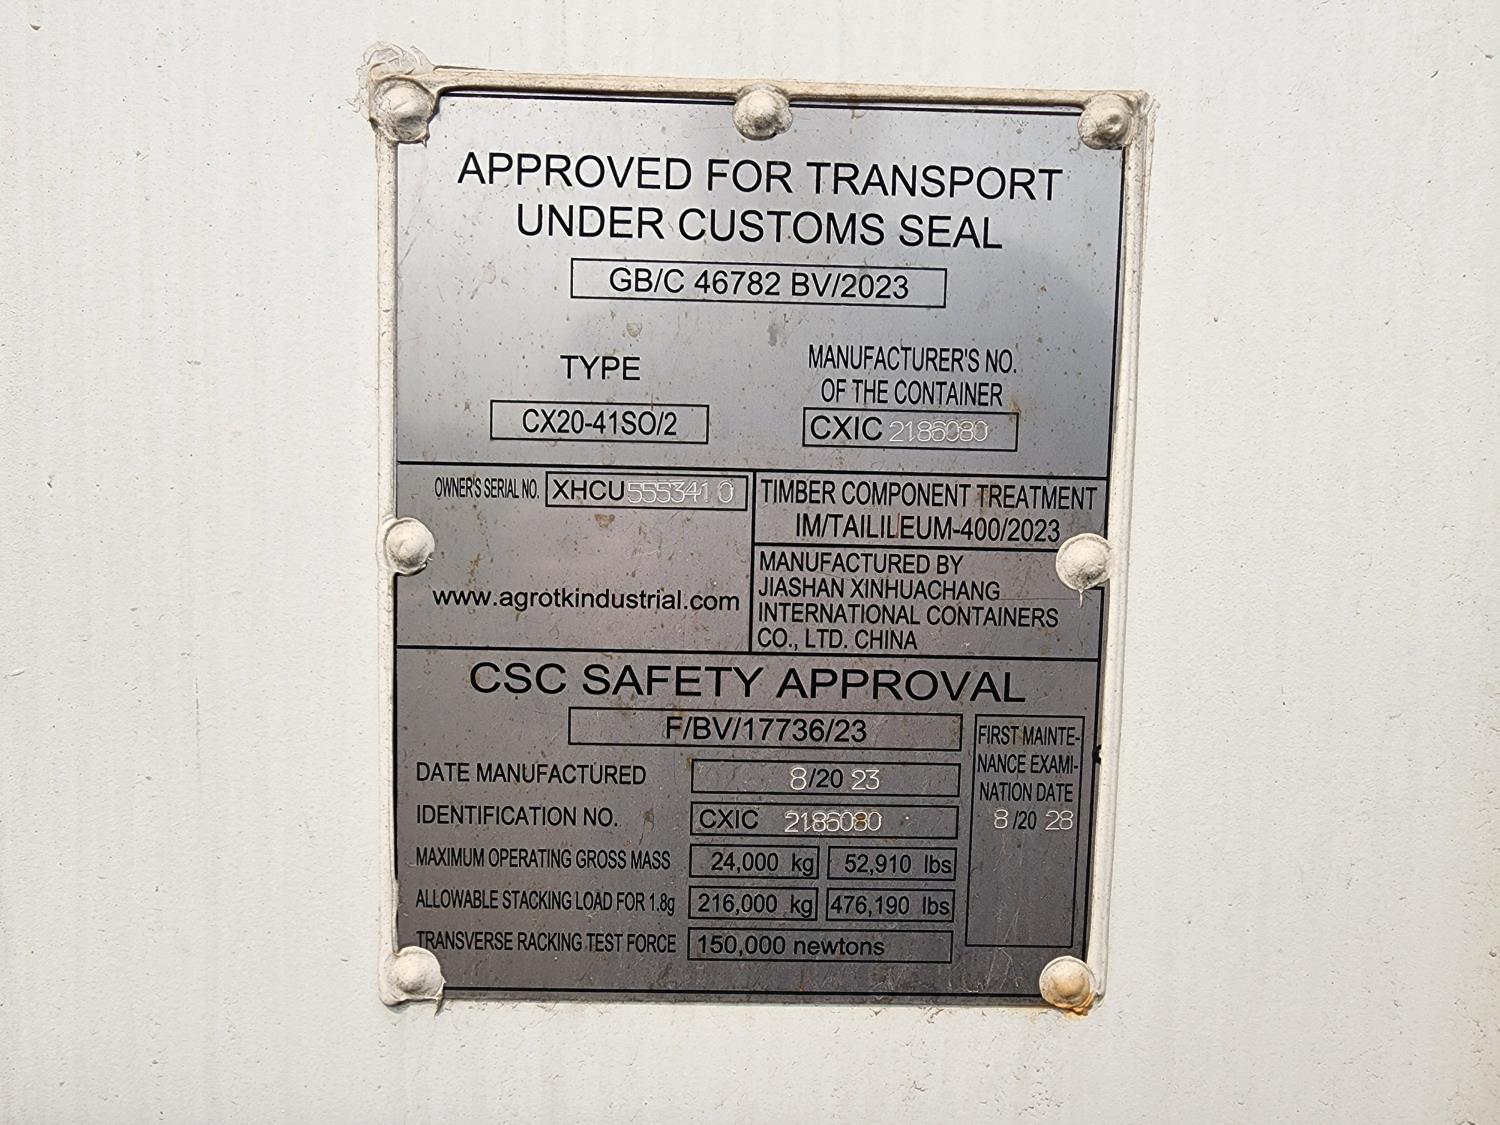 APPROVED FOR TRANSPORT
UNDER CUSTOMS SEAL
GB/C 46782 BV/2023
TYPE
CX20-41SO/2
MANUFACTURER'S NO.
OF THE CONTAINER
CXIC 2186080
OWNER'S SERIAL NO. XHCU 5553410
www.agrotkindustrial.com
TIMBER COMPONENT TREATMENT
IM/TAILILEUM-400/2023
MANUFACTURED BY
JIASHAN XINHUACHANG
INTERNATIONAL CONTAINERS
CO., LTD. CHINA
CSC SAFETY APPROVAL
F/BV/17736/23
DATE MANUFACTURED 8/20 23
IDENTIFICATION NO. CXIC 2186080
MAXIMUM OPERATING GROSS MASS 24,000 kg 52,910 lbs
ALLOWABLE STACKING LOAD FOR 1.8g 216,000 kg 476,190 lbs
TRANSVERSE RACKING TEST FORCE 150,000 newtons
FIRST MAINTE-
NANCE EXAMI-
NATION DATE
8/20 28